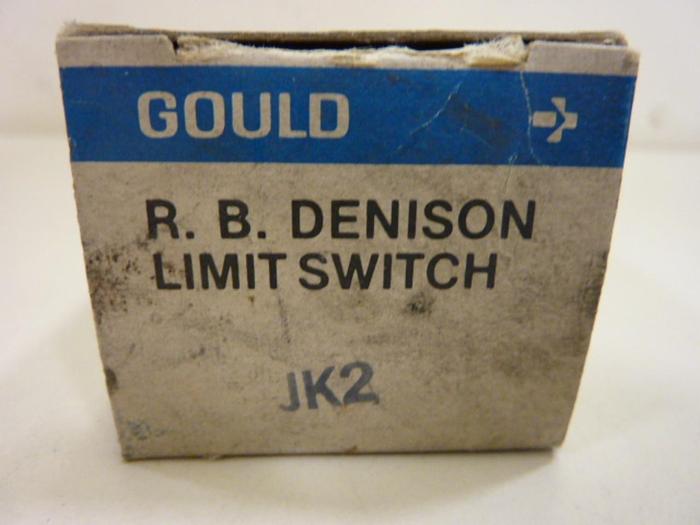 GOULD
R. B. DENISON
LIMIT SWITCH
JK2